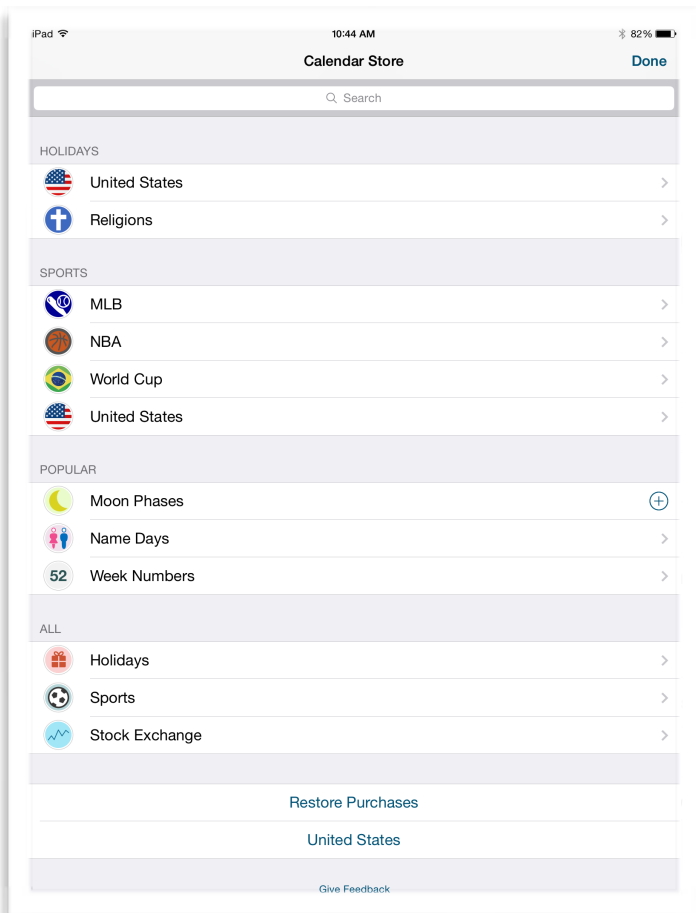 iPad 10:44 AM 82%
Calendar Store Done
Search
HOLIDAYS
United States
Religions
SPORTS
MLB
NBA
World Cup
United States
POPULAR
Moon Phases
Name Days
52 Week Numbers
ALL
Holidays
Sports
Stock Exchange
Restore Purchases
United States
Give Feedback